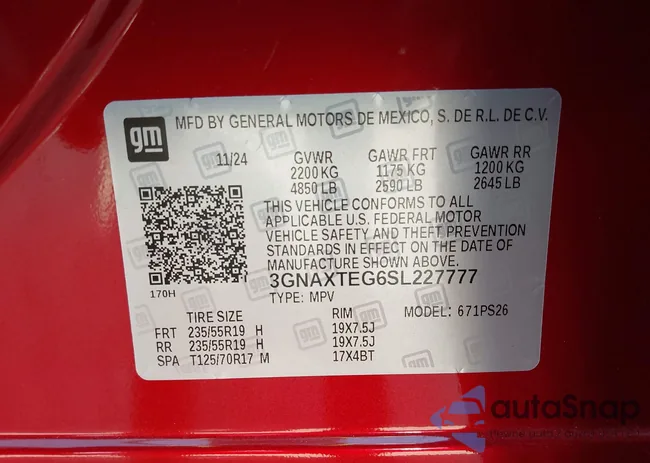 gm
MFD BY GENERAL MOTORS DE MEXICO, S. DE R.L. DE C.V.
11/24 GVWR GAWR FRT GAWR RR
2200 KG 1175 KG 1200 KG
4850 LB 2590 LB 2645 LB
THIS VEHICLE CONFORMS TO ALL
APPLICABLE U.S. FEDERAL MOTOR
VEHICLE SAFETY AND THEFT PREVENTION
STANDARDS IN EFFECT ON THE DATE OF
MANUFACTURE SHOWN ABOVE.
170H
3GNAXTEG6SL227777
TYPE: MPV MODEL: 671PS26
TIRE SIZE RIM
FRT 235/55R19 H 19X7.5J
RR 235/55R19 H 19X7.5J
SPA T125/70R17 M 17X4BT
autoSnap